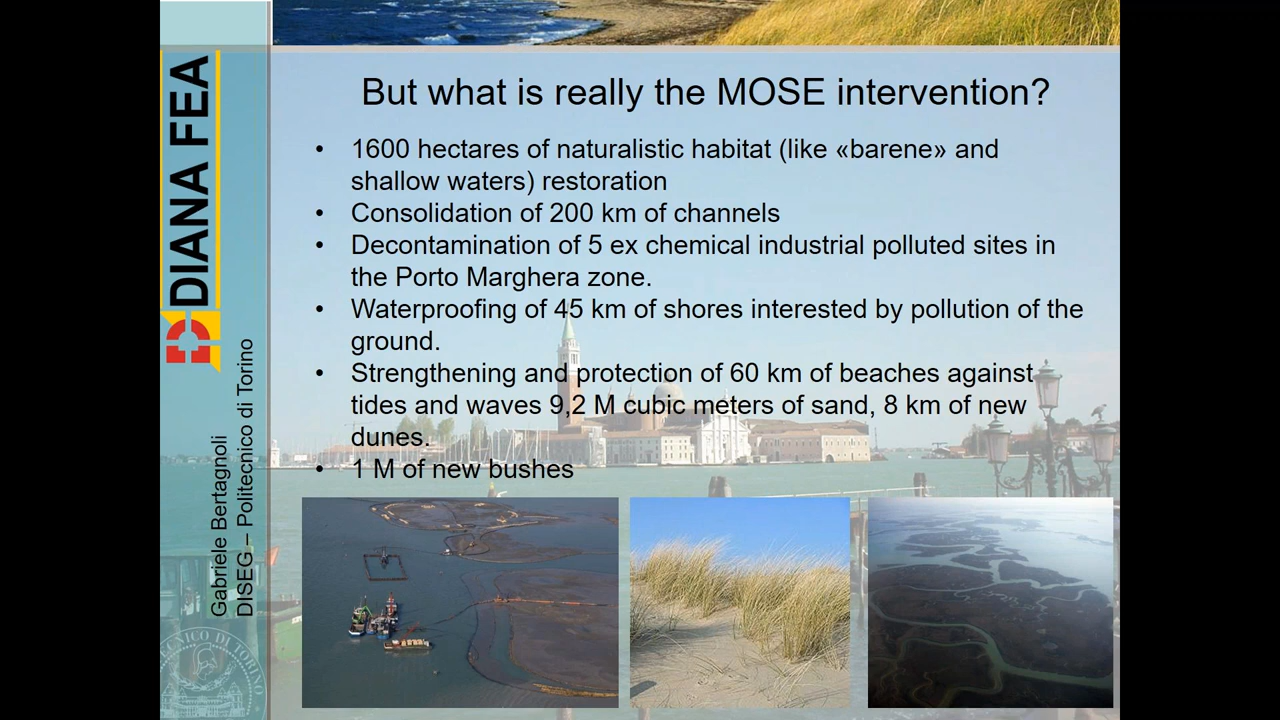 But what is really the MOSE intervention?
• 1600 hectares of naturalistic habitat (like «barene» and
shallow waters) restoration
• Consolidation of 200 km of channels
• Decontamination of 5 ex chemical industrial polluted sites in
the Porto Marghera zone.
• Waterproofing of 45 km of shores interested by pollution of the
ground.
• Strengthening and protection of 60 km of beaches against
tides and waves 9,2 M cubic meters of sand, 8 km of new
dunes.
• 1 M of new bushes
DIANA FEA
Gabriele Bertagnoli
DISEG – Politecnico di Torino
TECNICO DI TORINO